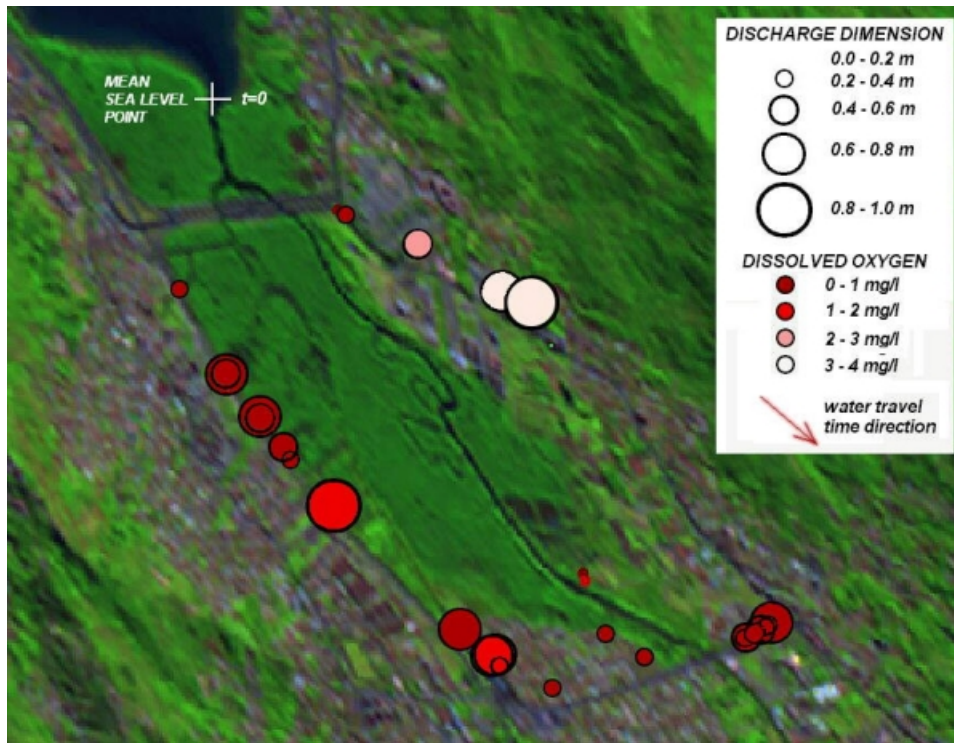 MEAN
SEA LEVEL
POINT
t=0
DISCHARGE DIMENSION
0.0 - 0.2 m
0.2 - 0.4 m
0.4 - 0.6 m
0.6 - 0.8 m
0.8 - 1.0 m
DISSOLVED OXYGEN
0 - 1 mg/l
1 - 2 mg/l
2 - 3 mg/l
3 - 4 mg/l
water travel
time direction